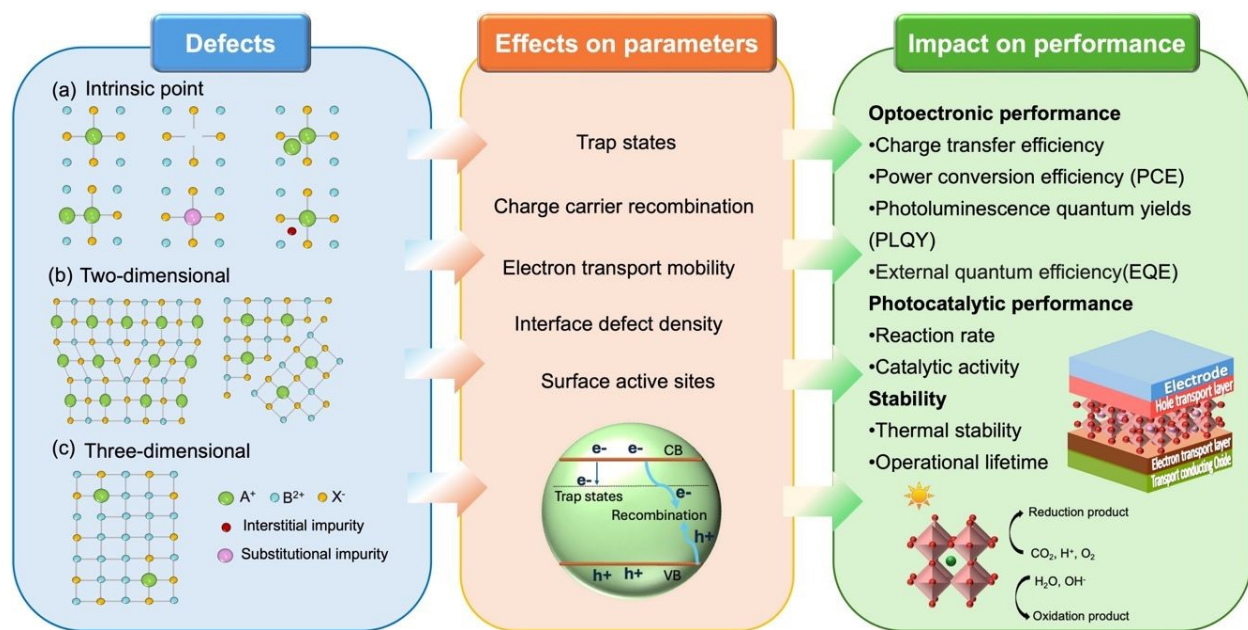 Defects
(a) Intrinsic point
(b) Two-dimensional
(c) Three-dimensional
A⁺ B²⁺ X⁻
Interstitial impurity
Substitutional impurity
Effects on parameters
Trap states
Charge carrier recombination
Electron transport mobility
Interface defect density
Surface active sites
e- e- CB
e-
Trap states
e-
Recombination
h+
h+ h+ VB
Impact on performance
Optoectronic performance
•Charge transfer efficiency
•Power conversion efficiency (PCE)
•Photoluminescence quantum yields
(PLQY)
•External quantum efficiency(EQE)
Photocatalytic performance
•Reaction rate
•Catalytic activity
Stability
•Thermal stability
•Operational lifetime
Electrode
Hole transport layer
Electron transport layer
Transport conducting Oxide
Reduction product
CO₂, H⁺, O₂
H₂O, OH⁻
Oxidation product